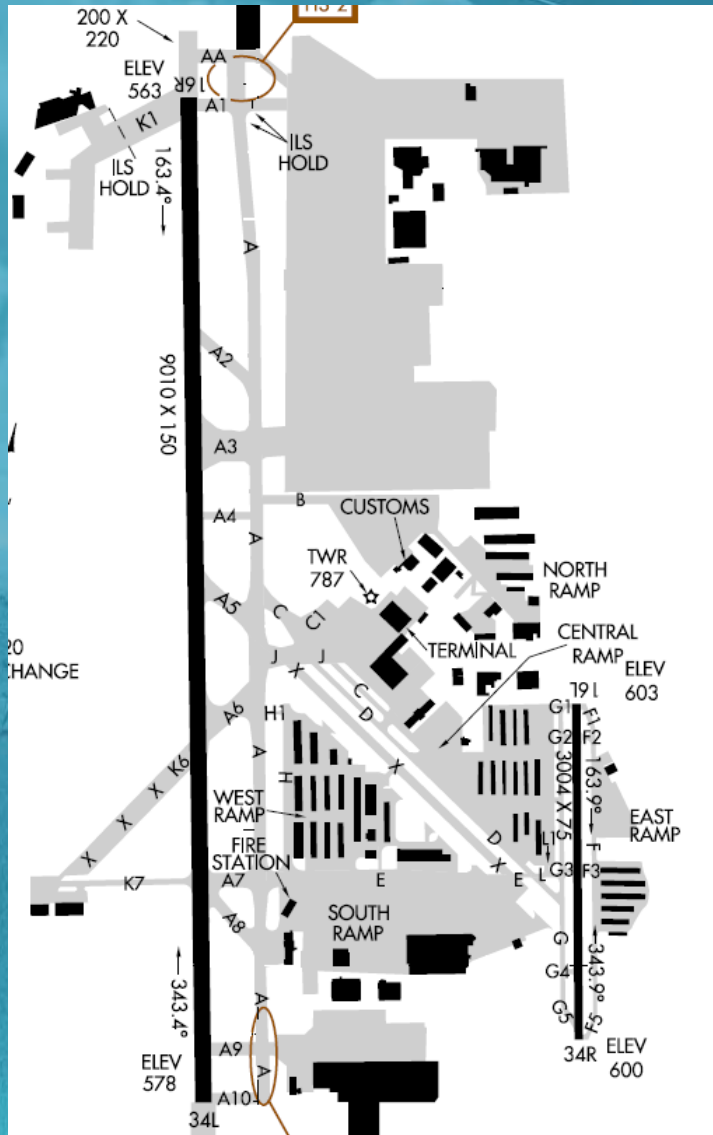 HS 2
200 X
220
AA
ELEV
563
16R
A1
K1
ILS
HOLD
ILS
HOLD
163.4°
A
A2
9010 X 150
A3
B
A4
CUSTOMS
A
TWR
787
NORTH
RAMP
A5
C
C1
TERMINAL
CENTRAL
RAMP
20
CHANGE
J
J
X
C
D
ELEV
603
16L
A6
H1
G1
F1
G2
F2
A
X
K6
H
3004 X 75
163.9°
X
X
X
WEST
RAMP
EAST
RAMP
FIRE
STATION
D
X
L1
F
K7
A7
E
E
L
G3
F3
A8
SOUTH
RAMP
G
343.4°
G4
343.9°
A
G5
F5
A9
A
ELEV
578
34R
ELEV
600
A10
34L